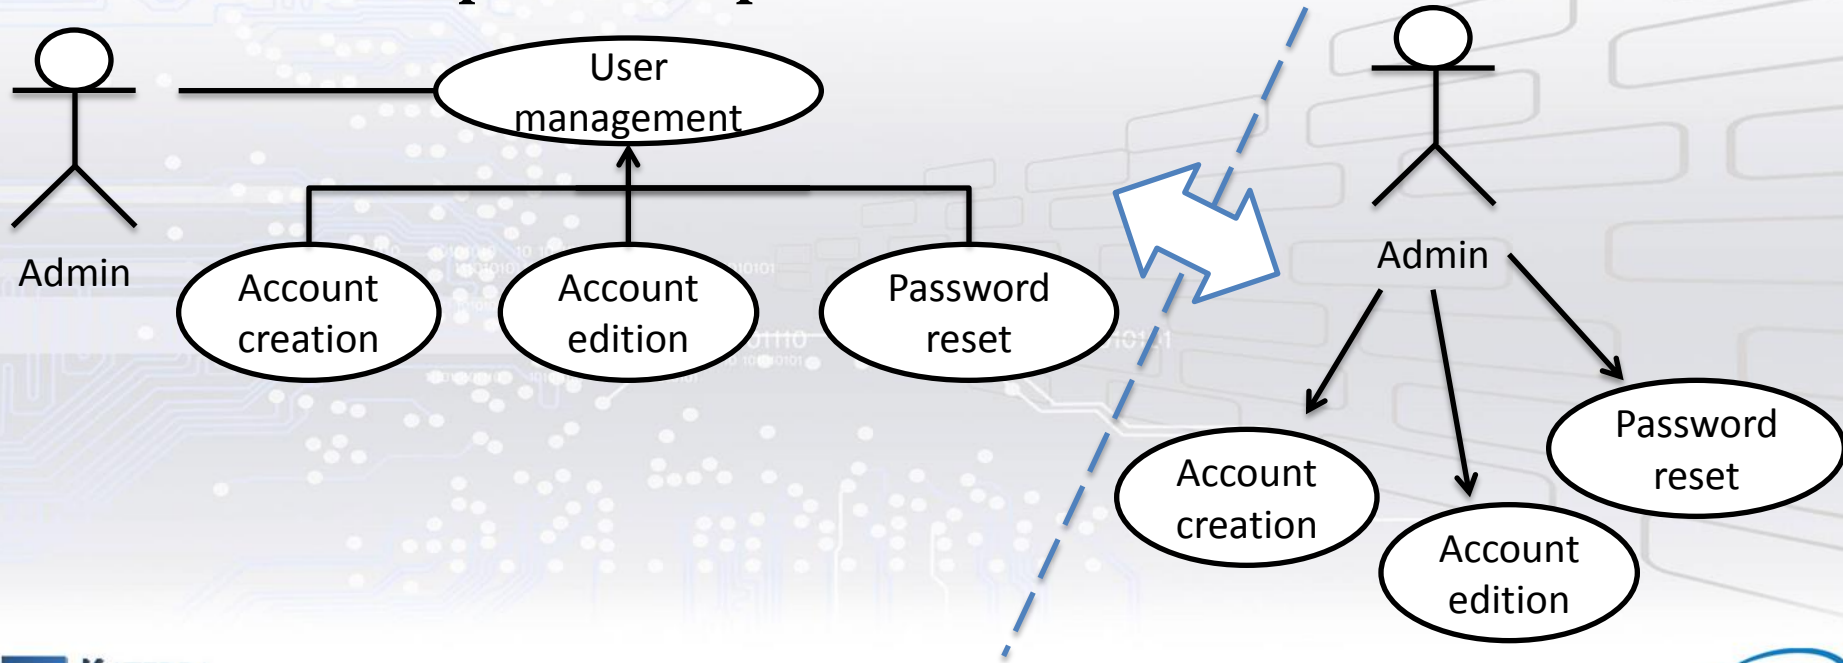 User
management
Admin
Account
creation
Account
edition
Password
reset
Admin
Account
creation
Account
edition
Password
reset